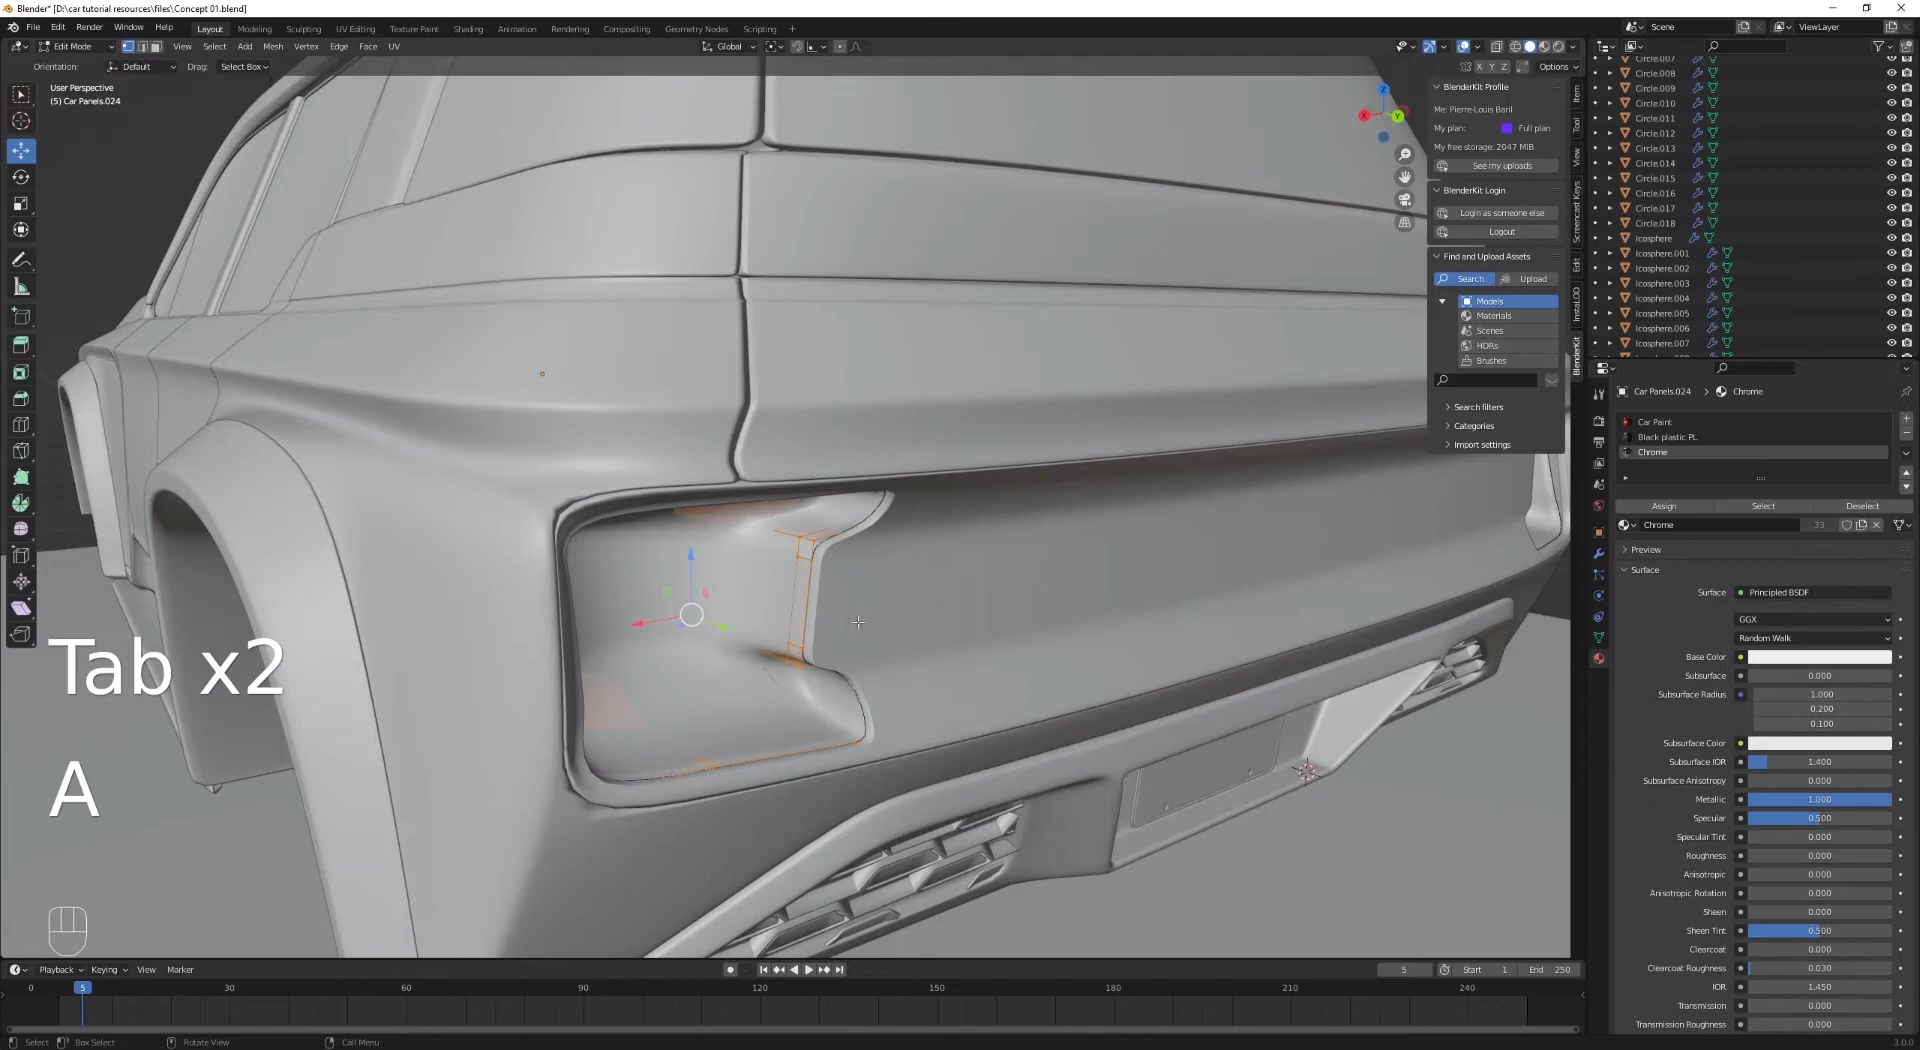 Blender* [D:\car tutorial resources\files\Concept 01.blend]
File Edit Render Window Help Layout Modeling Sculpting UV Editing Texture Paint Shading Animation Rendering Compositing Geometry Nodes Scripting + Scene ViewLayer
Edit Mode View Select Add Mesh Vertex Edge Face UV Global
Orientation: Default Drag: Select Box X Y Z Options
User Perspective
(5) Car Panels.024
Z
X
Y
BlenderKit Profile
Me: Pierre-Louis Baril
My plan: Full plan
My free storage: 2047 MiB
See my uploads
BlenderKit Login
Login as someone else
Logout
Find and Upload Assets
Search Upload
Models
Materials
Scenes
HDRs
Brushes
Search filters
Categories
Import settings
Item
Tool
View
Screencast Keys
Edit
InstaLOD
BlenderKit
Circle.007
Circle.008
Circle.009
Circle.010
Circle.011
Circle.012
Circle.013
Circle.014
Circle.015
Circle.016
Circle.017
Circle.018
Icosphere
Icosphere.001
Icosphere.002
Icosphere.003
Icosphere.004
Icosphere.005
Icosphere.006
Icosphere.007
Car Panels.024 > Chrome
Car Paint
Black plastic PL
Chrome
Assign Select Deselect
Chrome 33
Preview
Surface
Surface Principled BSDF
GGX
Random Walk
Base Color
Subsurface 0.000
Subsurface Radius 1.000
0.200
0.100
Subsurface Color
Subsurface IOR 1.400
Subsurface Anisotropy 0.000
Metallic 1.000
Specular 0.500
Specular Tint 0.000
Roughness 0.000
Anisotropic 0.000
Anisotropic Rotation 0.000
Sheen 0.000
Sheen Tint 0.500
Clearcoat 0.000
Clearcoat Roughness 0.030
IOR 1.450
Transmission 0.000
Transmission Roughness 0.000
Tab x2
A
Playback Keying View Marker 5 Start 1 End 250
0 5 30 60 90 120 150 180 210 240
Select Box Select Rotate View Call Menu 3.0.0